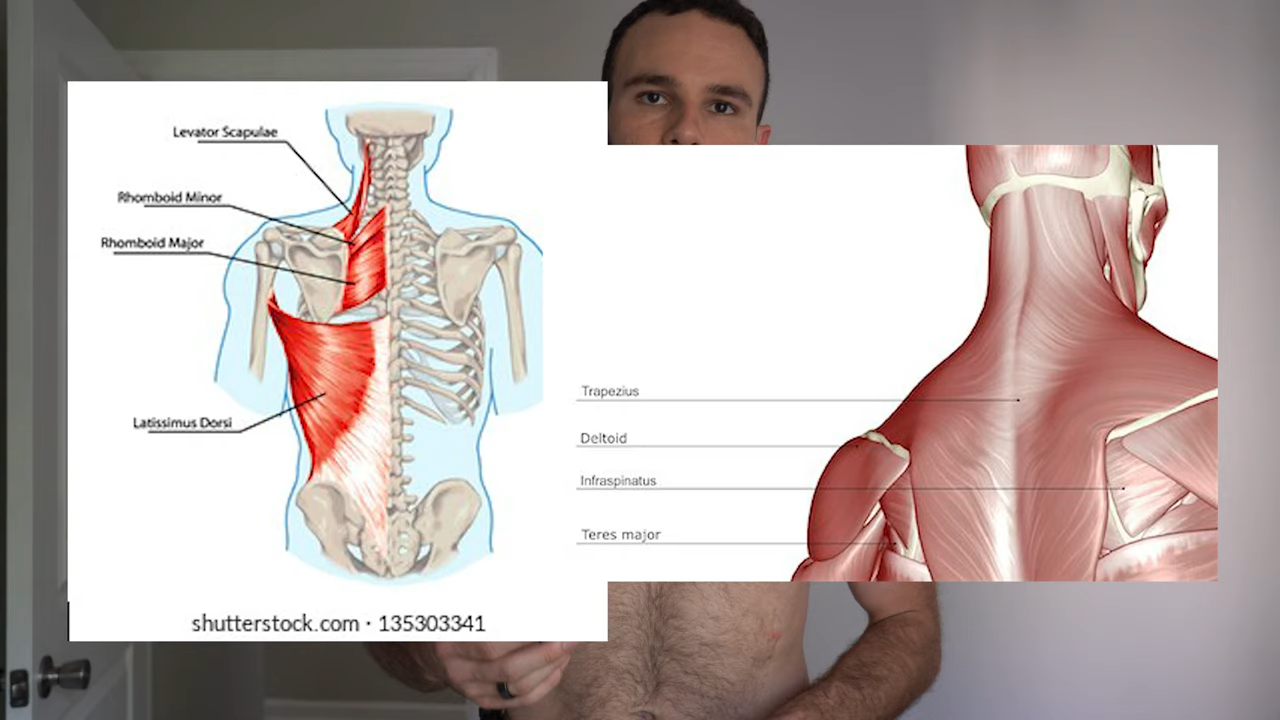 Levator Scapulae
Rhomboid Minor
Rhomboid Major
Latissimus Dorsi
shutterstock.com · 135303341
Trapezius
Deltoid
Infraspinatus
Teres major